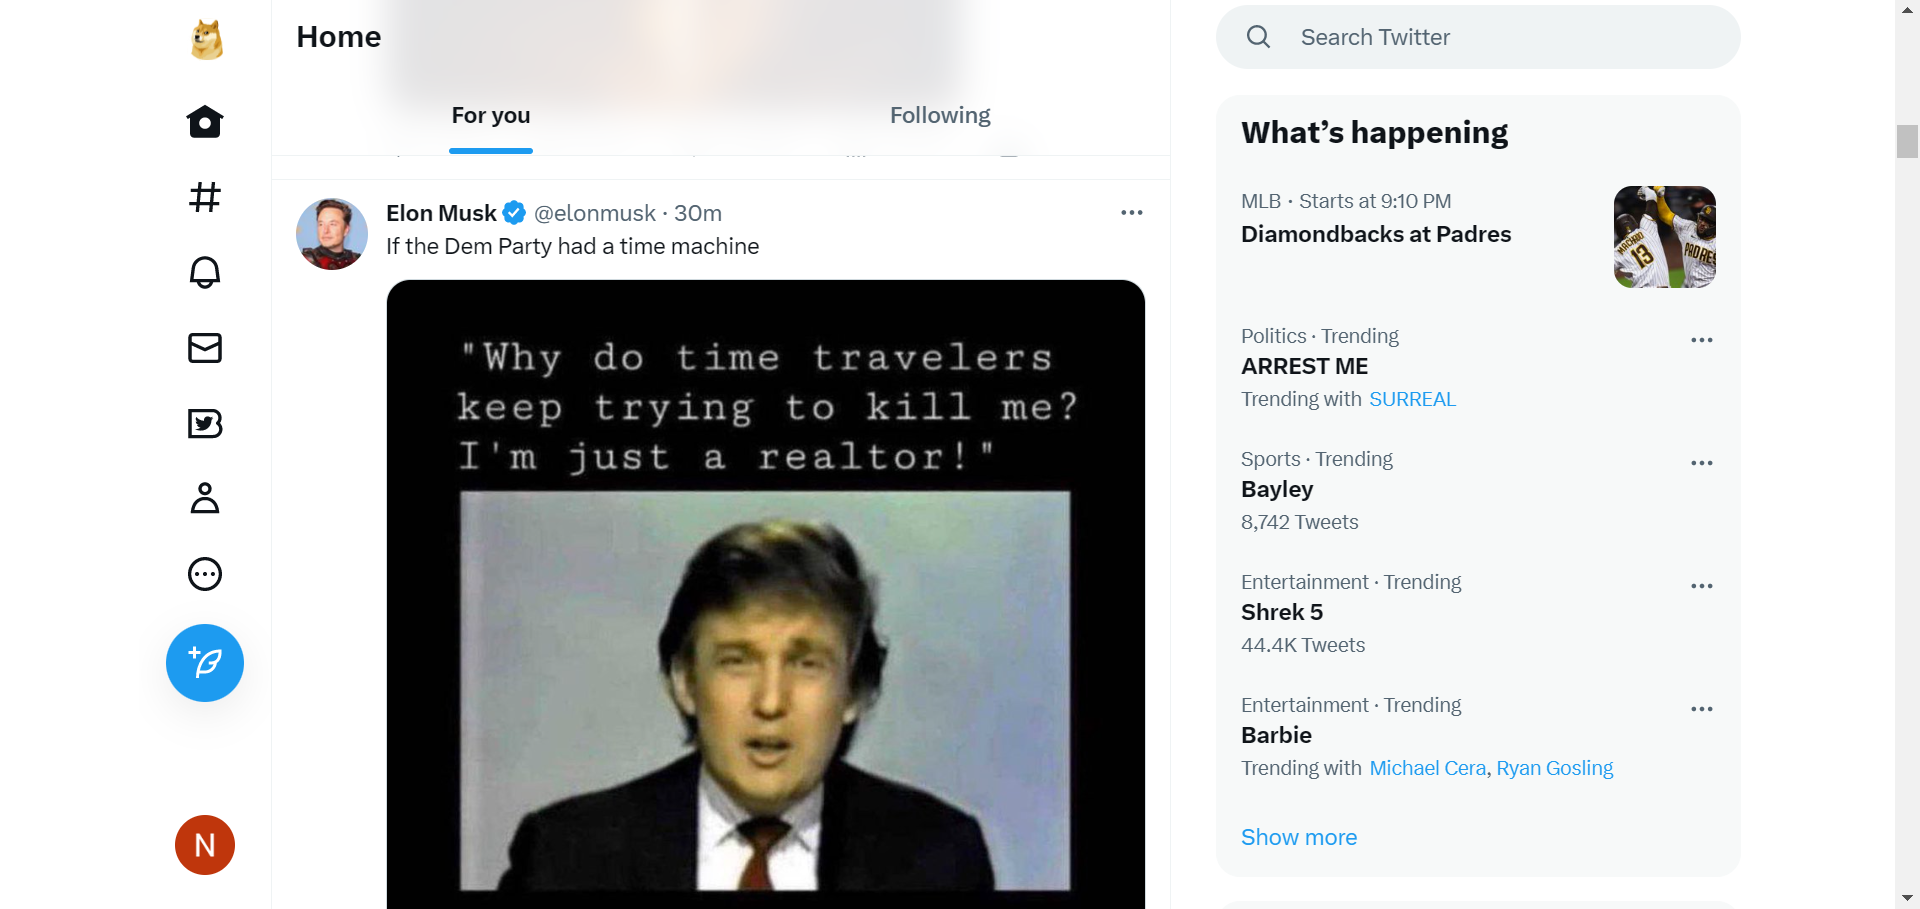 Home
For you
Following
Elon Musk @elonmusk · 30m
If the Dem Party had a time machine
"Why do time travelers
keep trying to kill me?
I'm just a realtor!"
N
Search Twitter
What’s happening
MLB · Starts at 9:10 PM
Diamondbacks at Padres
MACHADO
13
PADRES
Politics · Trending
ARREST ME
Trending with SURREAL
Sports · Trending
Bayley
8,742 Tweets
Entertainment · Trending
Shrek 5
44.4K Tweets
Entertainment · Trending
Barbie
Trending with Michael Cera, Ryan Gosling
Show more